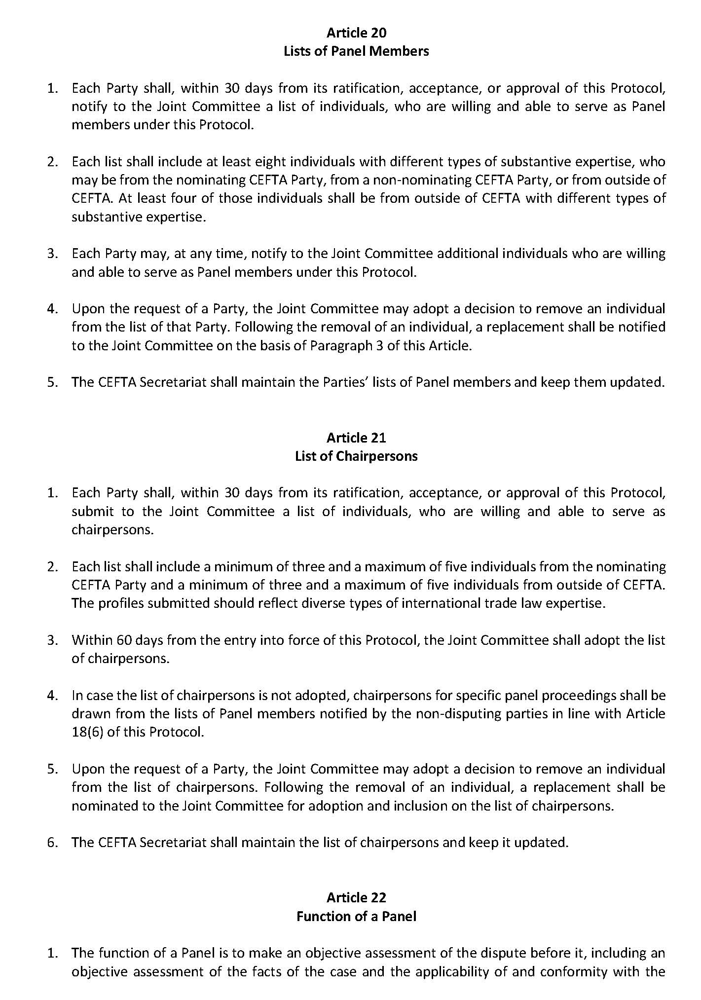 Article 20
Lists of Panel Members
1. Each Party shall, within 30 days from its ratification, acceptance, or approval of this Protocol,
notify to the Joint Committee a list of individuals, who are willing and able to serve as Panel
members under this Protocol.
2. Each list shall include at least eight individuals with different types of substantive expertise, who
may be from the nominating CEFTA Party, from a non-nominating CEFTA Party, or from outside of
CEFTA. At least four of those individuals shall be from outside of CEFTA with different types of
substantive expertise.
3. Each Party may, at any time, notify to the Joint Committee additional individuals who are willing
and able to serve as Panel members under this Protocol.
4. Upon the request of a Party, the Joint Committee may adopt a decision to remove an individual
from the list of that Party. Following the removal of an individual, a replacement shall be notified
to the Joint Committee on the basis of Paragraph 3 of this Article.
5. The CEFTA Secretariat shall maintain the Parties’ lists of Panel members and keep them updated.
Article 21
List of Chairpersons
1. Each Party shall, within 30 days from its ratification, acceptance, or approval of this Protocol,
submit to the Joint Committee a list of individuals, who are willing and able to serve as
chairpersons.
2. Each list shall include a minimum of three and a maximum of five individuals from the nominating
CEFTA Party and a minimum of three and a maximum of five individuals from outside of CEFTA.
The profiles submitted should reflect diverse types of international trade law expertise.
3. Within 60 days from the entry into force of this Protocol, the Joint Committee shall adopt the list
of chairpersons.
4. In case the list of chairpersons is not adopted, chairpersons for specific panel proceedings shall be
drawn from the lists of Panel members notified by the non-disputing parties in line with Article
18(6) of this Protocol.
5. Upon the request of a Party, the Joint Committee may adopt a decision to remove an individual
from the list of chairpersons. Following the removal of an individual, a replacement shall be
nominated to the Joint Committee for adoption and inclusion on the list of chairpersons.
6. The CEFTA Secretariat shall maintain the list of chairpersons and keep it updated.
Article 22
Function of a Panel
1. The function of a Panel is to make an objective assessment of the dispute before it, including an
objective assessment of the facts of the case and the applicability of and conformity with the